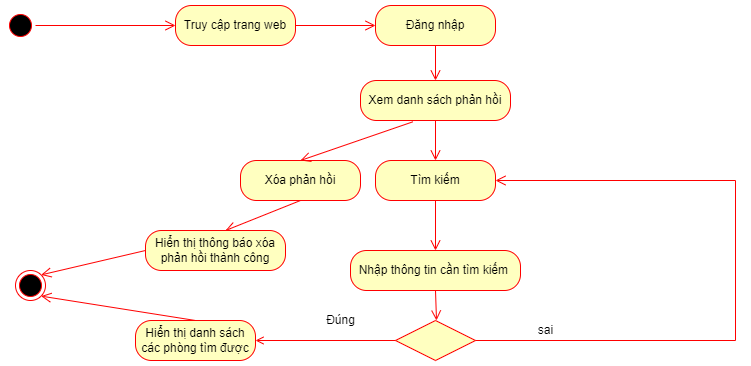 Truy cập trang web
Đăng nhập
Xem danh sách phản hồi
Xóa phản hồi
Tìm kiếm
Hiển thị thông báo xóa
phản hồi thành công
Nhập thông tin cần tìm kiếm
Đúng
sai
Hiển thị danh sách
các phòng tìm được